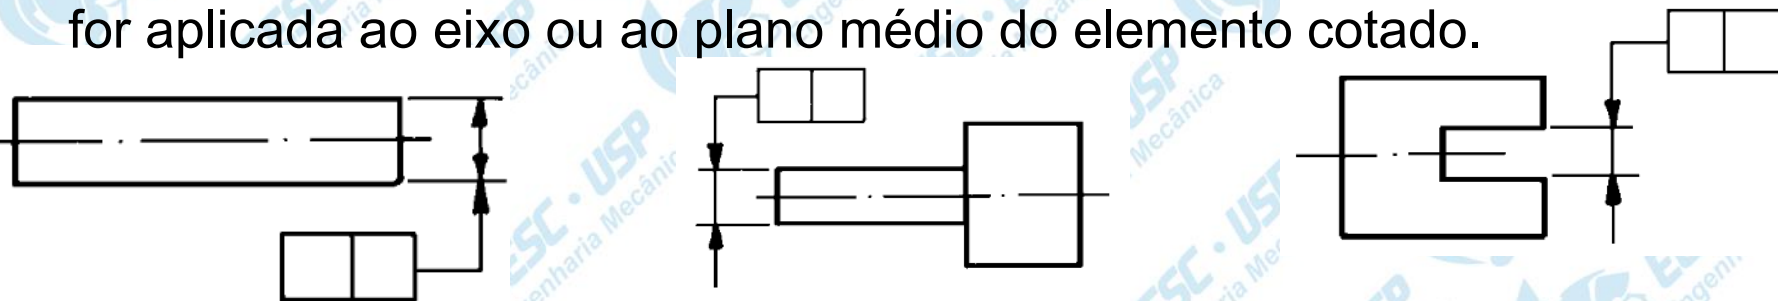 for aplicada ao eixo ou ao plano médio do elemento cotado.